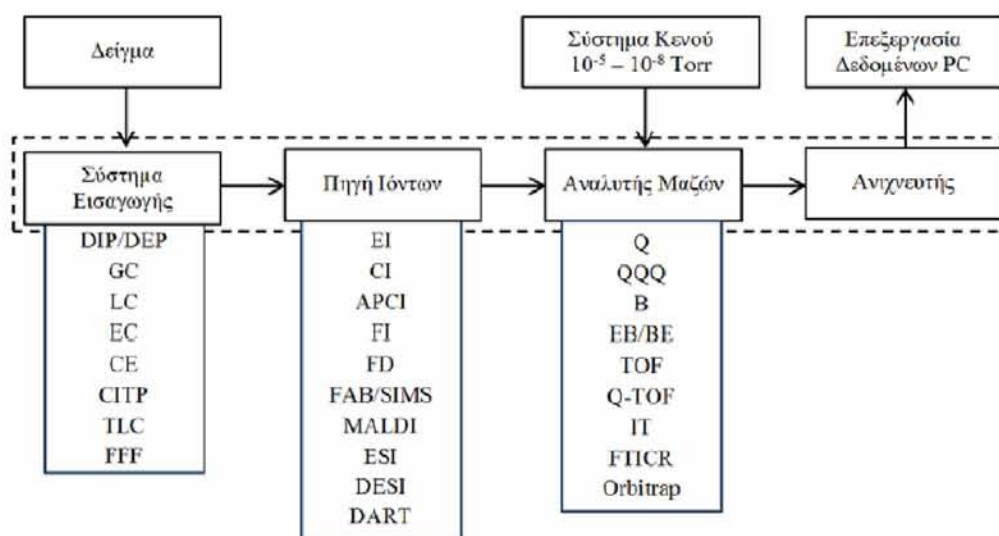 Δείγμα
Σύστημα Κενού
10⁻⁵ – 10⁻⁸ Torr
Επεξεργασία
Δεδομένων PC
Σύστημα
Εισαγωγής
Πηγή Ιόντων
Αναλυτής Μαζών
Ανιχνευτής
DIP/DEP
GC
LC
EC
CE
CITP
TLC
FFF
EI
CI
APCI
FI
FD
FAB/SIMS
MALDI
ESI
DESI
DART
Q
QQQ
B
EB/BE
TOF
Q-TOF
IT
FTICR
Orbitrap